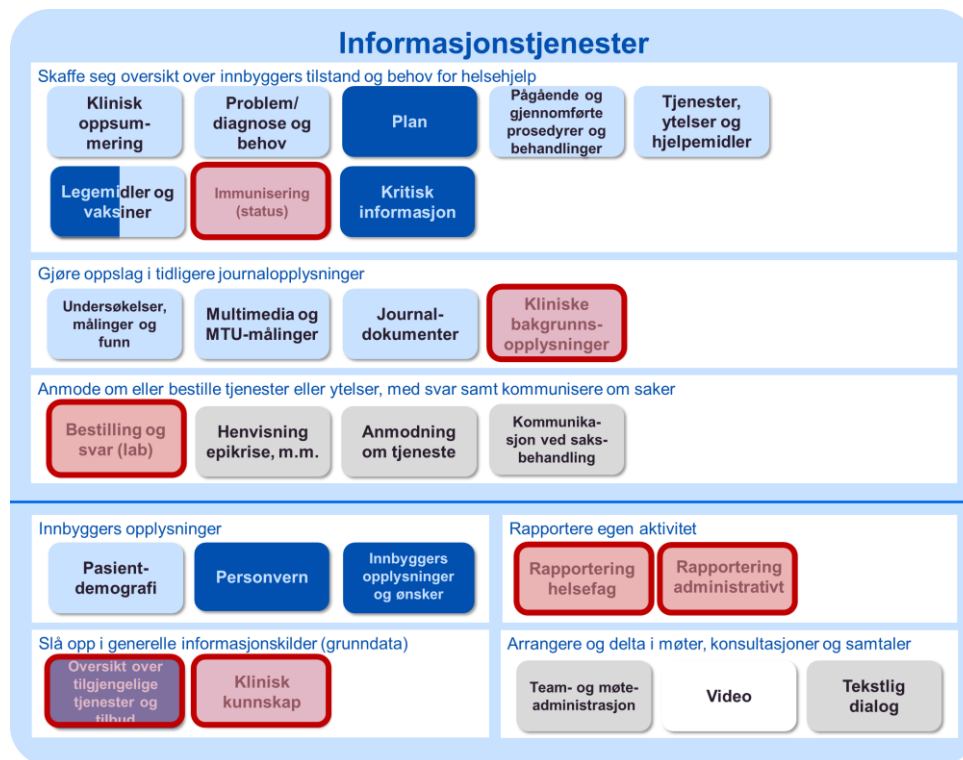 Informasjonstjenester
Skaffe seg oversikt over innbyggers tilstand og behov for helsehjelp
Klinisk
oppsum-
mering
Problem/
diagnose og
behov
Plan
Pågående og
gjennomførte
prosedyrer og
behandlinger
Tjenester,
ytelser og
hjelpemidler
Legemidler og
vaksiner
Immunisering
(status)
Kritisk
informasjon
Gjøre oppslag i tidligere journalopplysninger
Undersøkelser,
målinger og
funn
Multimedia og
MTU-målinger
Journal-
dokumenter
Kliniske
bakgrunns-
opplysninger
Anmode om eller bestille tjenester eller ytelser, med svar samt kommunisere om saker
Bestilling og
svar (lab)
Henvisning
epikrise, m.m.
Anmodning
om tjeneste
Kommunika-
sjon ved saks-
behandling
Innbyggers opplysninger
Pasient-
demografi
Personvern
Innbyggers
opplysninger
og ønsker
Rapportere egen aktivitet
Rapportering
helsefag
Rapportering
administrativt
Slå opp i generelle informasjonskilder (grunndata)
Oversikt over
tilgjengelige
tjenester og
tilbud
Klinisk
kunnskap
Arrangere og delta i møter, konsultasjoner og samtaler
Team- og møte-
administrasjon
Video
Tekstlig
dialog